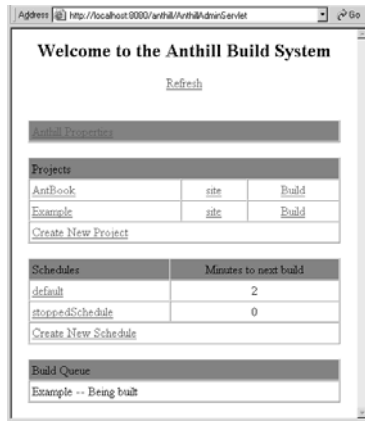 Address http://localhost:8080/anthill/AnthillAdminServlet Go
Welcome to the Anthill Build System
Refresh
Anthill Properties
Projects
AntBook site Build
Example site Build
Create New Project
Schedules Minutes to next build
default 2
stoppedSchedule 0
Create New Schedule
Build Queue
Example -- Being built